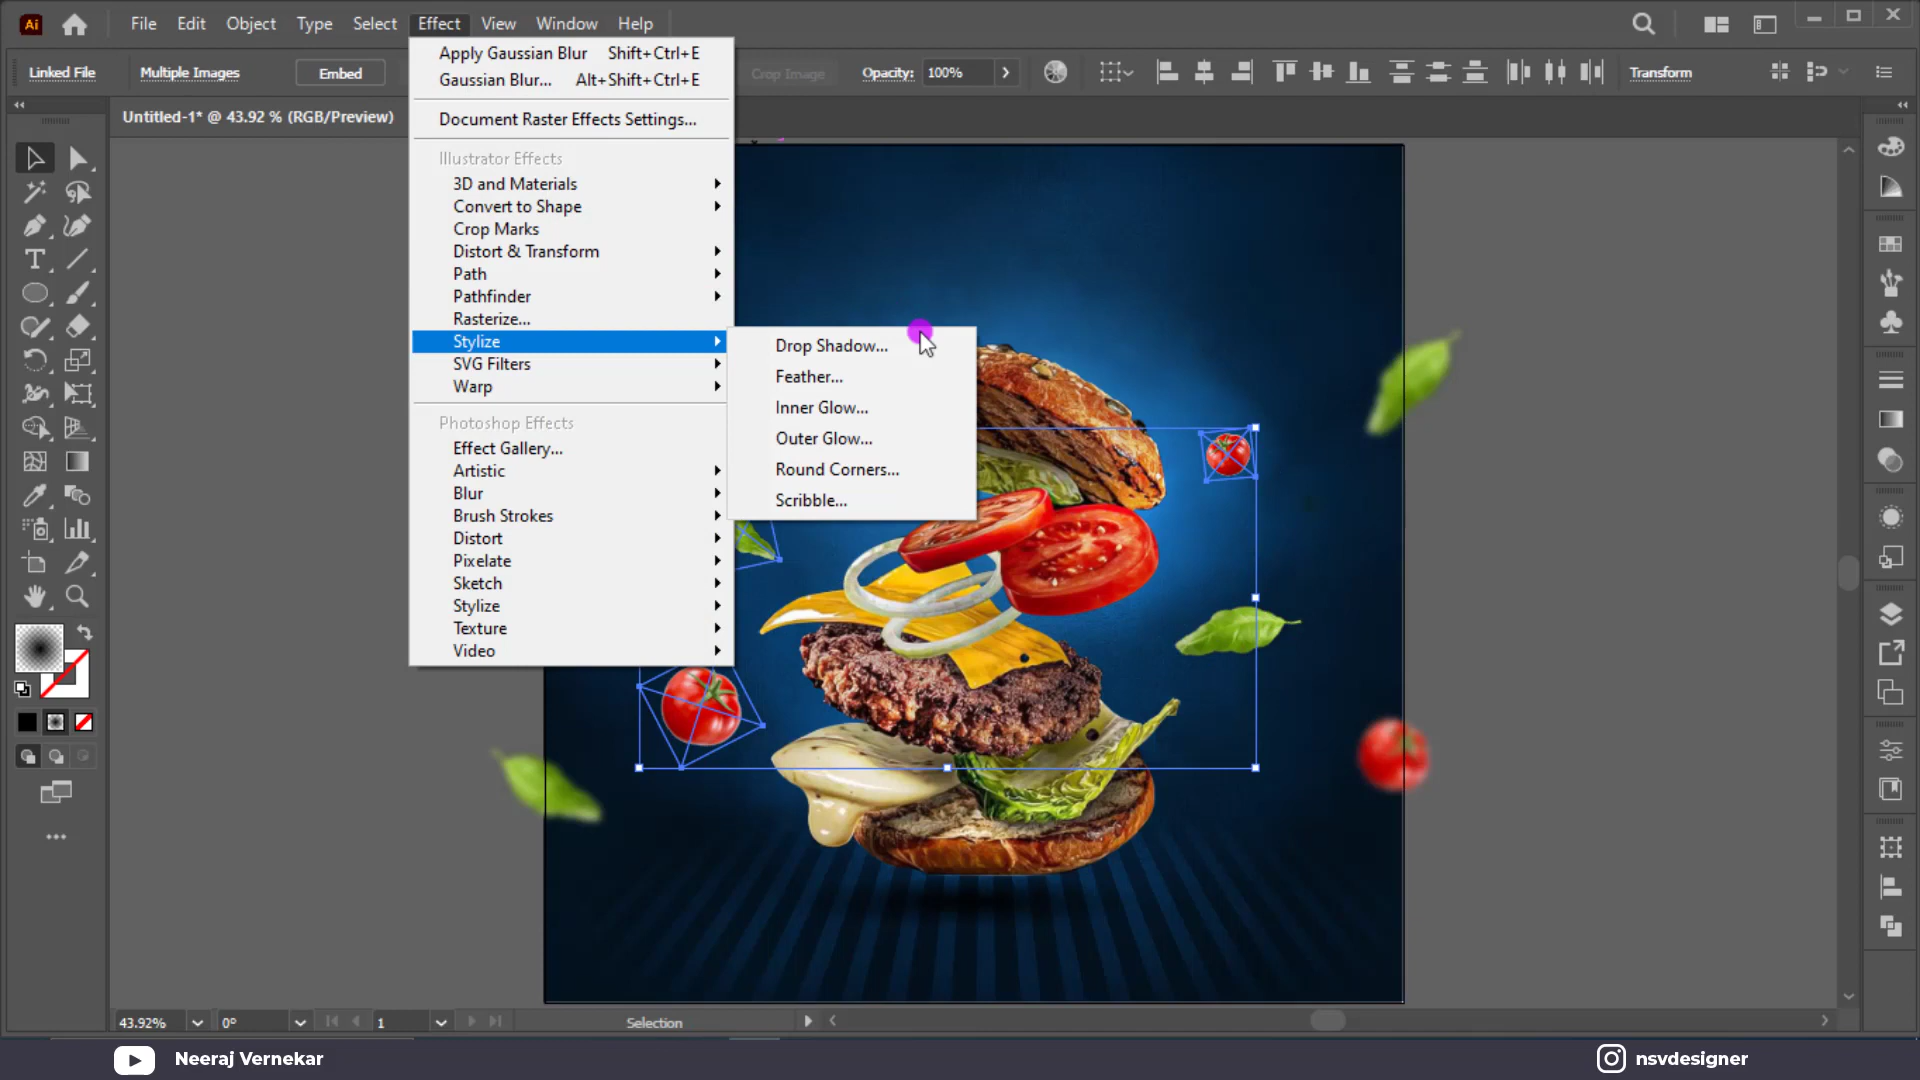 Ai File Edit Object Type Select Effect View Window Help
Linked File Multiple Images Embed Crop Image Opacity: 100% Transform
Untitled-1* @ 43.92 % (RGB/Preview)
Apply Gaussian Blur Shift+Ctrl+E
Gaussian Blur... Alt+Shift+Ctrl+E
Document Raster Effects Settings...
Illustrator Effects
3D and Materials
Convert to Shape
Crop Marks
Distort & Transform
Path
Pathfinder
Rasterize...
Stylize
SVG Filters
Warp
Photoshop Effects
Effect Gallery...
Artistic
Blur
Brush Strokes
Distort
Pixelate
Sketch
Stylize
Texture
Video
Drop Shadow...
Feather...
Inner Glow...
Outer Glow...
Round Corners...
Scribble...
43.92% 0° 1 Selection
Neeraj Vernekar nsvdesigner